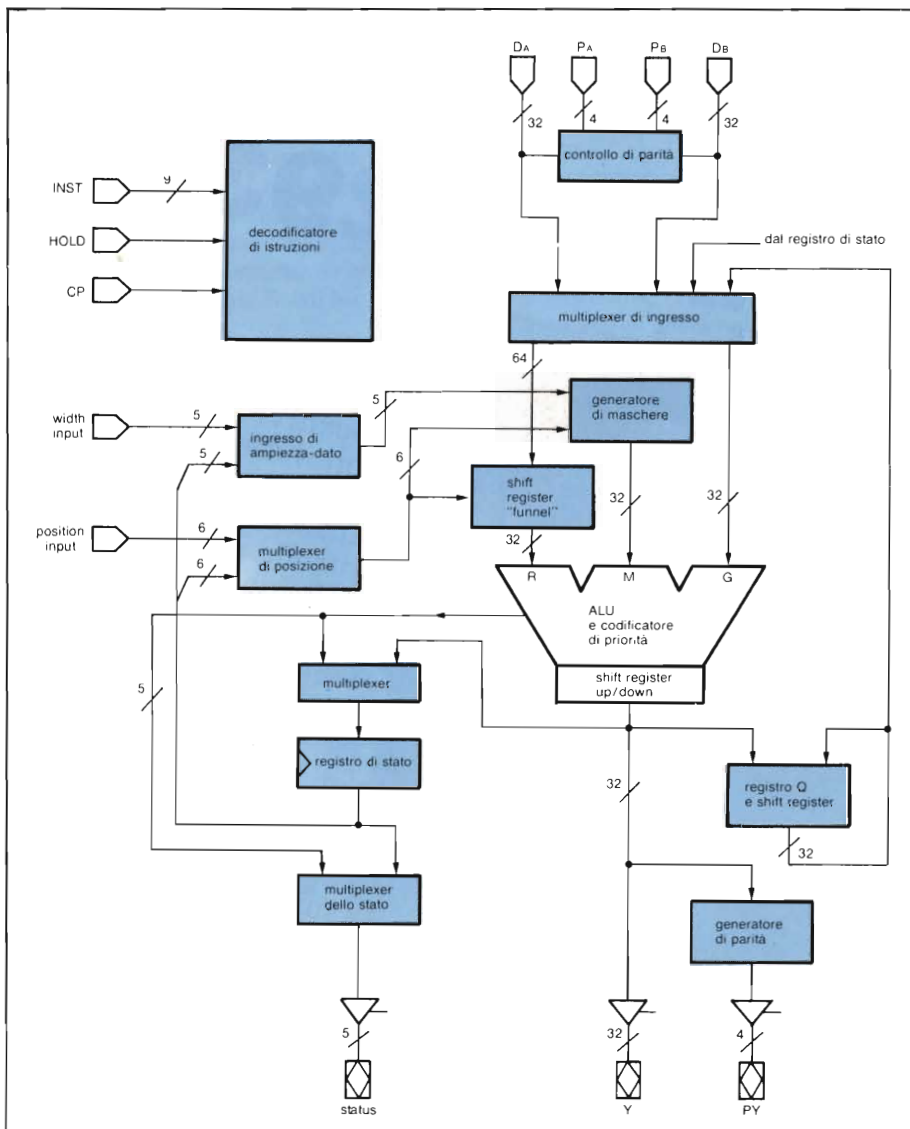 DA
PA
PB
DB
32
4
4
32
controllo di parità
INST
9
HOLD
CP
decodificatore
di istruzioni
dal registro di stato
multiplexer di ingresso
64
width
input
5
5
ingresso di
ampiezza-dato
5
generatore
di maschere
6
shift
register
"funnel"
32
32
32
position
input
6
6
multiplexer
di posizione
R
M
G
ALU
e codificatore
di priorità
shift register
up/down
5
multiplexer
registro di stato
32
registro Q
e shift register
32
multiplexer
dello stato
generatore
di parità
5
32
4
status
Y
PY